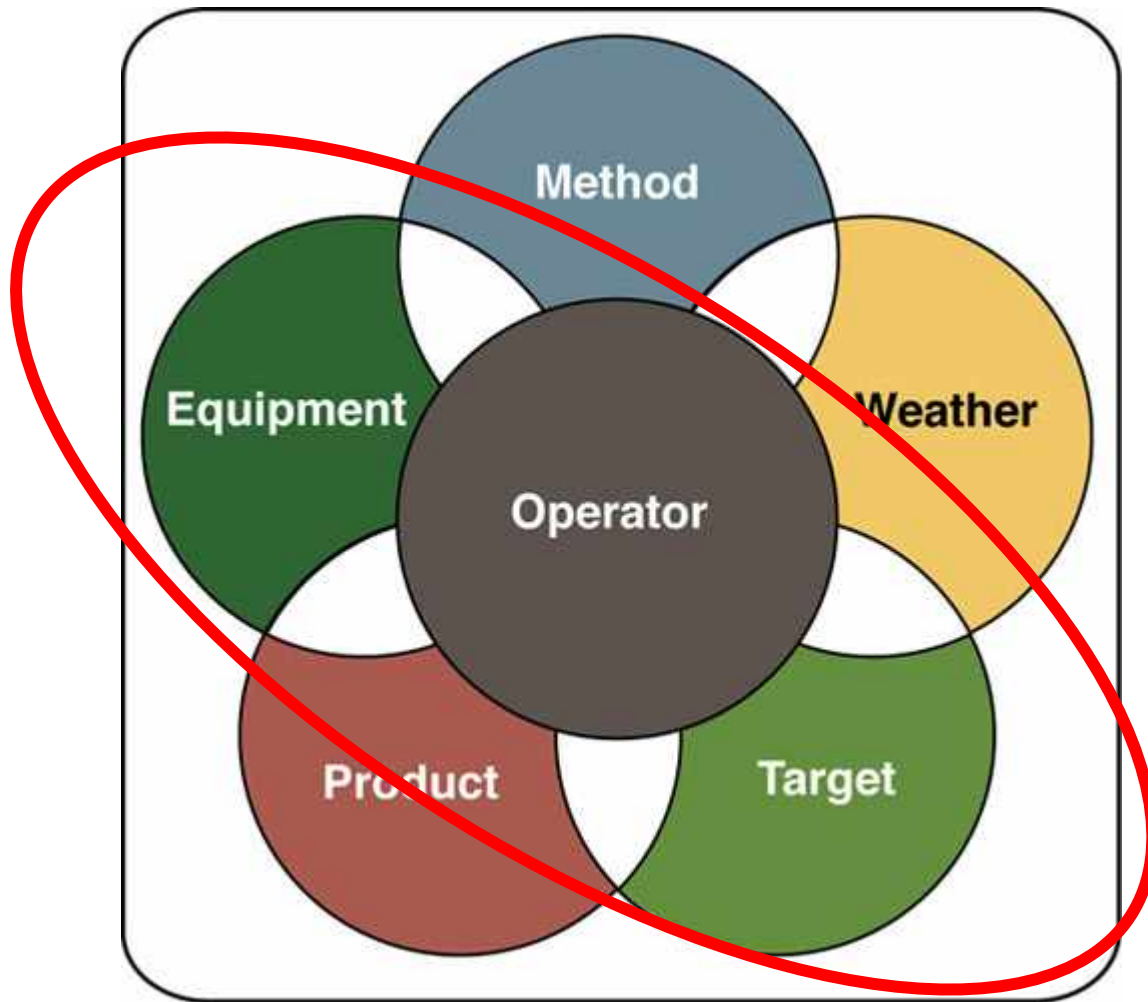 Method
Equipment
Weather
Operator
Product
Target